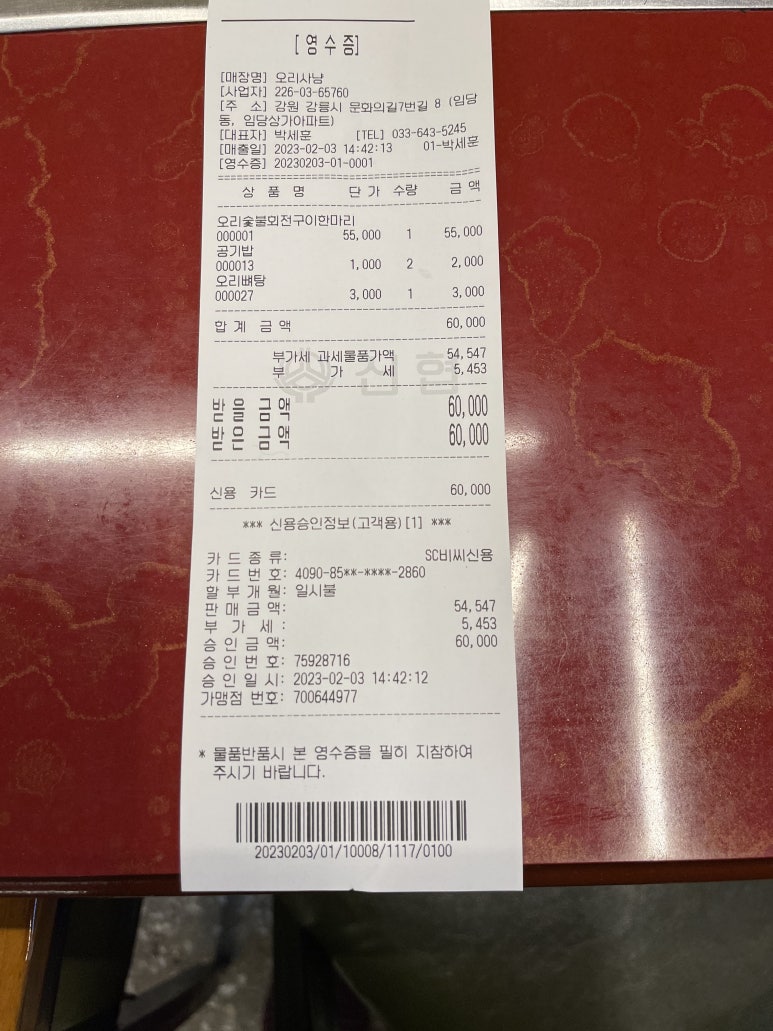 [ 영 수 증]
[매장명] 오리사냥
[사업자] 226-03-65760
[주 소] 강원 강릉시 문화의길7번길 8 (임당
동, 임당상가아파트)
[대표자] 박세훈 [TEL] 033-643-5245
[매출일] 2023-02-03 14:42:13 01-박세훈
[영수증] 20230203-01-0001
==========================================
상 품 명 단 가 수량 금 액
오리숯불회전구이한마리
000001 55,000 1 55,000
공기밥
000013 1,000 2 2,000
오리뼈탕
000027 3,000 1 3,000
합 계 금 액 60,000
부가세 과세물품가액 54,547
부 가 세 5,453
신협
받 을 금 액 60,000
받 은 금 액 60,000
신용 카드 60,000
*** 신용승인정보(고객용)[1] ***
카 드 종 류: SC비씨신용
카 드 번 호: 4090-85**-****-2860
할 부 개 월: 일시불
판 매 금 액: 54,547
부 가 세 : 5,453
승 인 금 액: 60,000
승 인 번 호: 75928716
승 인 일 시: 2023-02-03 14:42:12
가맹점 번호: 700644977
* 물품반품시 본 영수증을 필히 지참하여
주시기 바랍니다.
20230203/01/10008/1117/0100